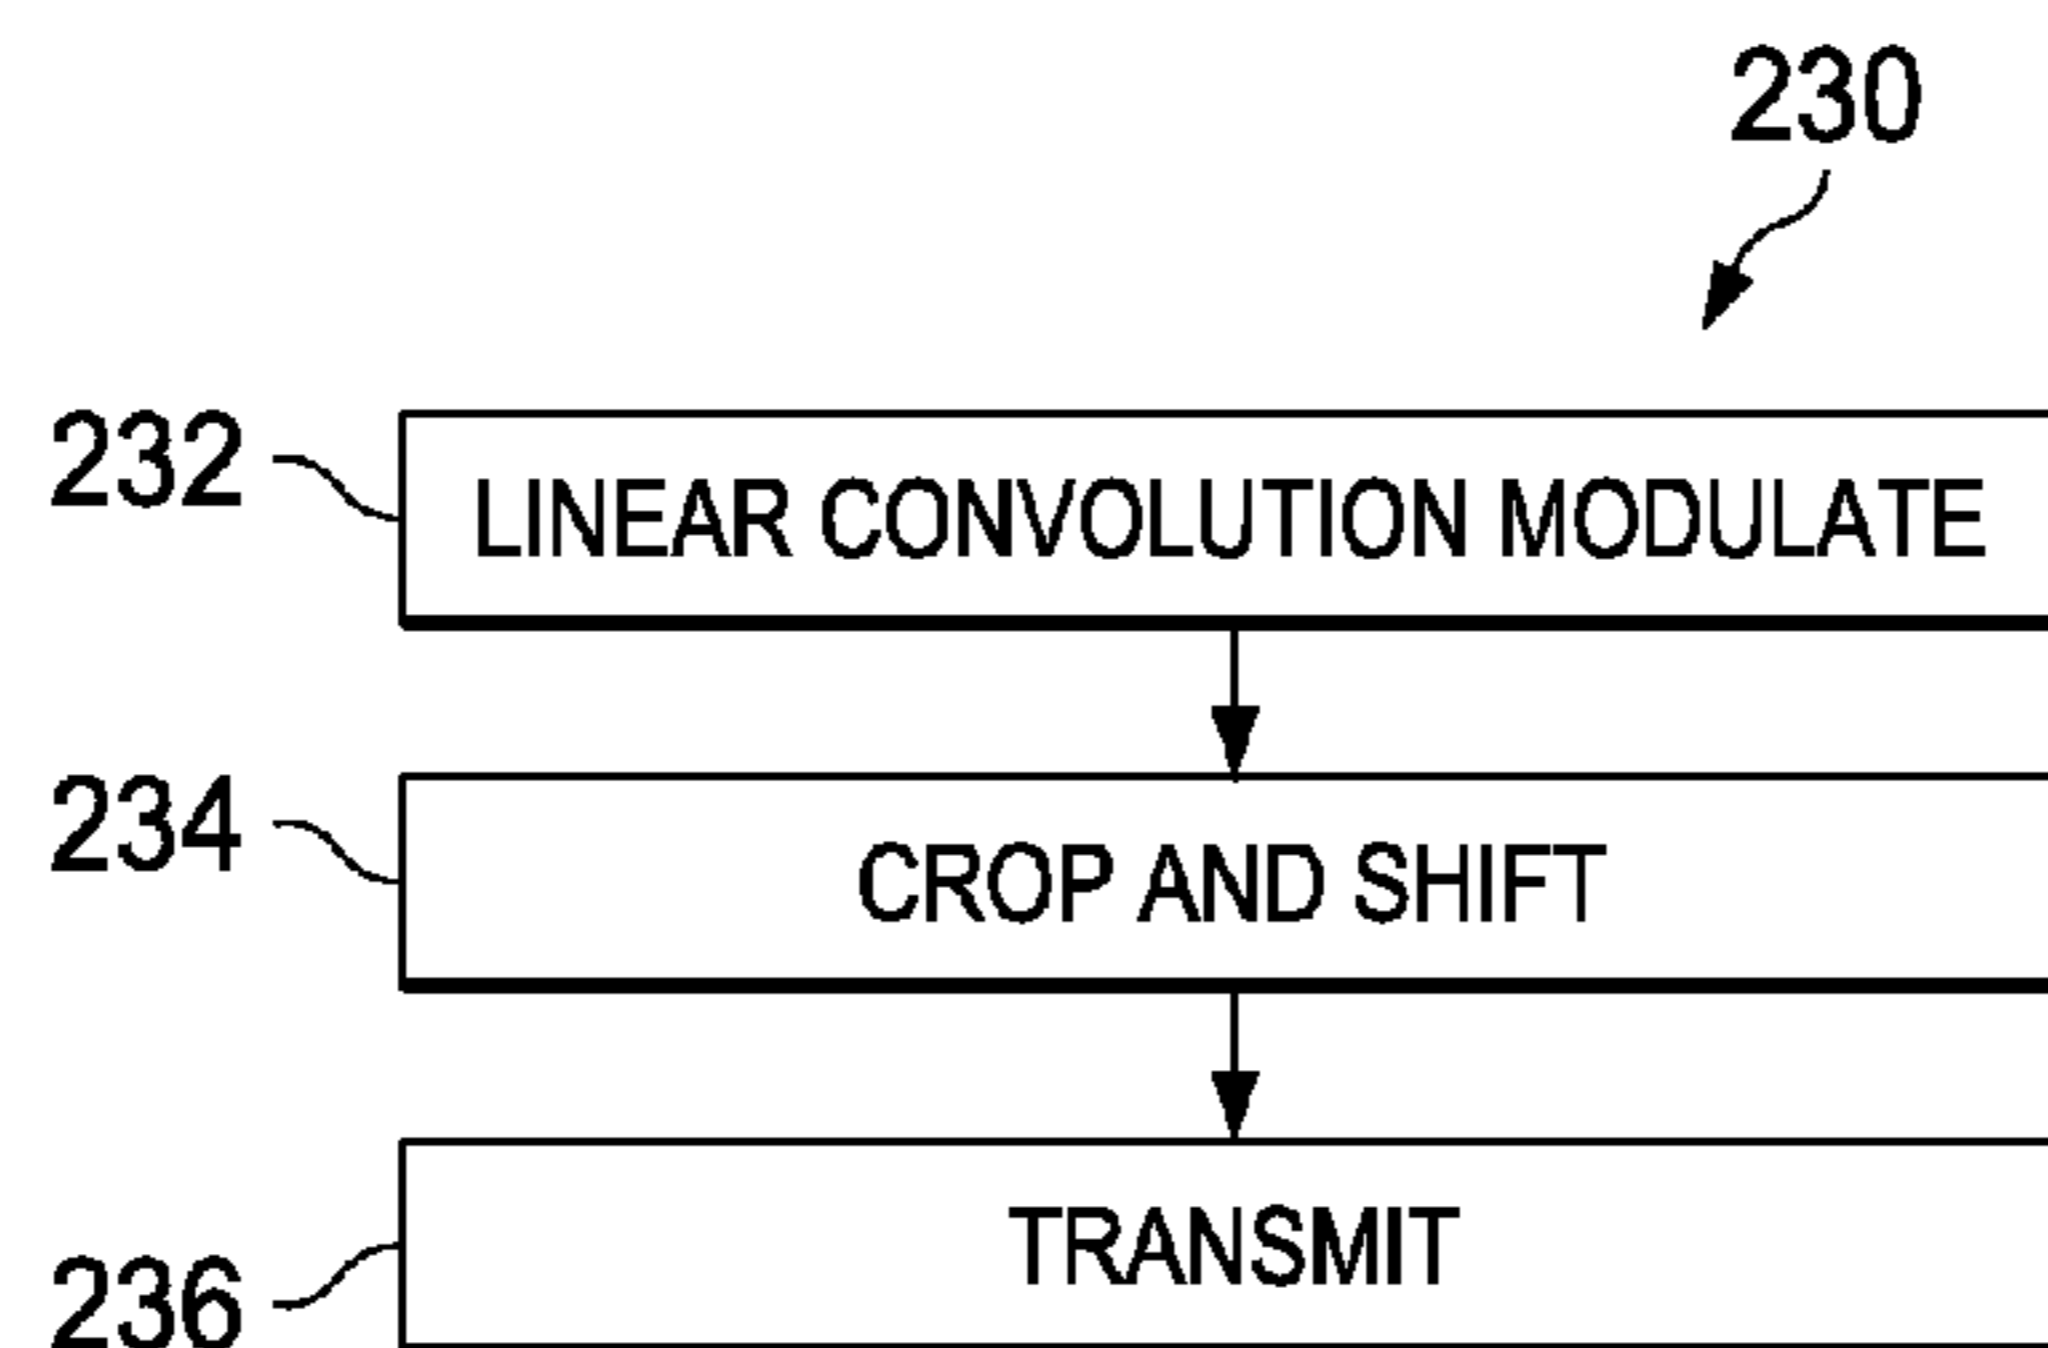 230
232
LINEAR CONVOLUTION MODULATE
234
CROP AND SHIFT
TRANSMIT
236